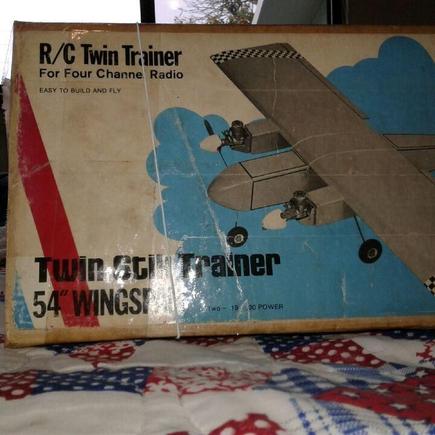 R/C Twin Trainer
For Four Channel Radio
EASY TO BUILD AND FLY
Twin Stik Trainer
54" WINGSP
POWER